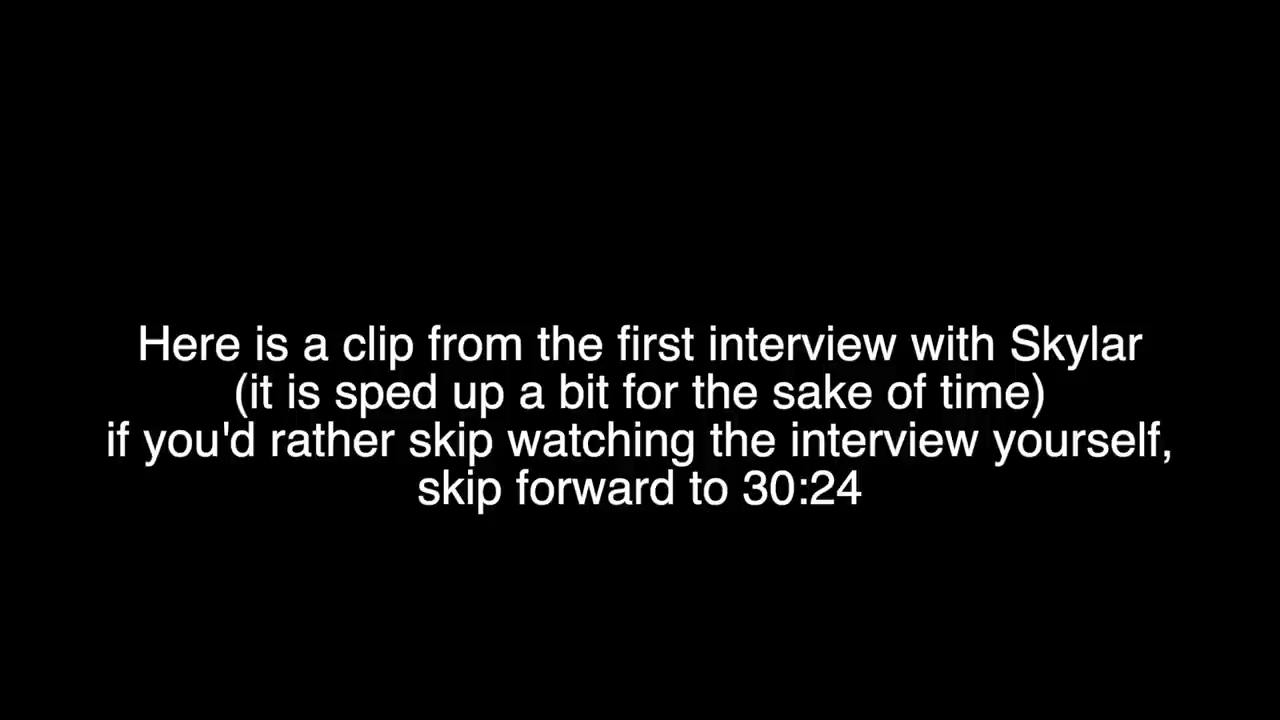 Here is a clip from the first interview with Skylar
(it is sped up a bit for the sake of time)
if you'd rather skip watching the interview yourself,
skip forward to 30:24